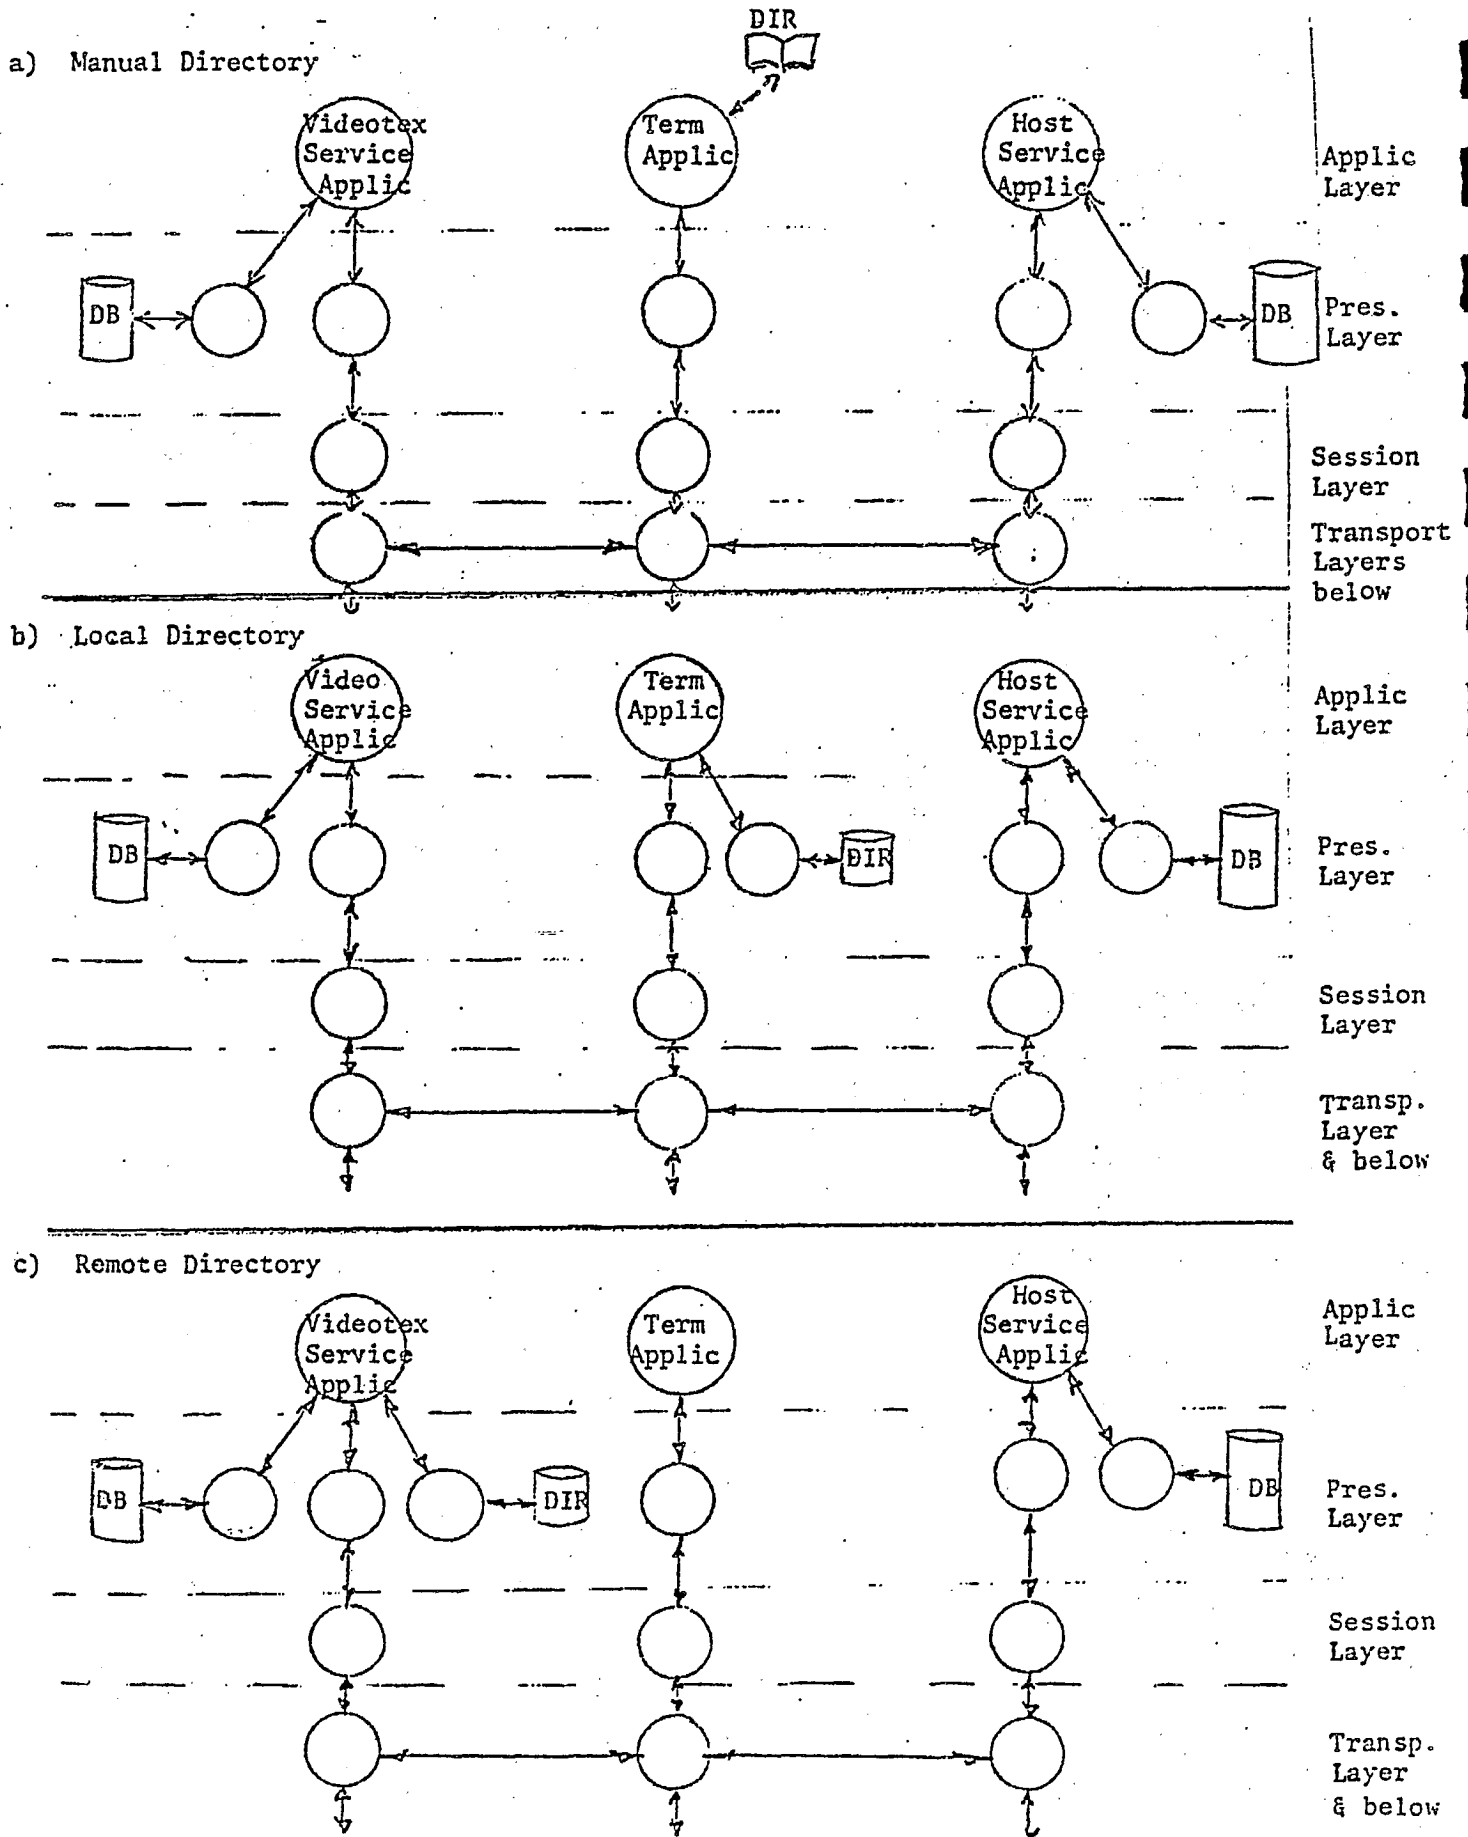 DIR
a) Manual Directory
Videotex
Service
Applic
Term
Applic
Host
Service
Applic
Applic
Layer
DB
DB
Pres.
Layer
Session
Layer
Transport
Layers
below
b) Local Directory
Video
Service
Applic
Term
Applic
Host
Service
Applic
Applic
Layer
DB
DIR
DB
Pres.
Layer
Session
Layer
Transp.
Layer
& below
c) Remote Directory
Videotex
Service
Applic
Term
Applic
Host
Service
Applic
Applic
Layer
DB
DIR
DB
Pres.
Layer
Session
Layer
Transp.
Layer
& below